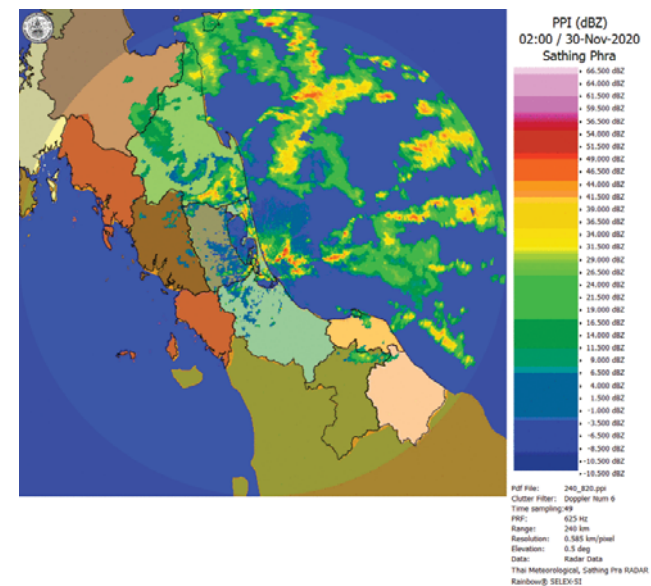 PPI (dBZ)
02:00 / 30-Nov-2020
Sathing Phra
66.500 dBZ
64.000 dBZ
61.500 dBZ
59.500 dBZ
56.500 dBZ
54.000 dBZ
51.500 dBZ
49.000 dBZ
46.500 dBZ
44.000 dBZ
41.500 dBZ
39.000 dBZ
36.500 dBZ
34.000 dBZ
31.500 dBZ
29.000 dBZ
26.500 dBZ
24.000 dBZ
21.500 dBZ
19.000 dBZ
16.500 dBZ
14.000 dBZ
11.500 dBZ
9.000 dBZ
6.500 dBZ
4.000 dBZ
1.500 dBZ
-1.000 dBZ
-3.500 dBZ
-6.500 dBZ
-8.500 dBZ
-10.500 dBZ
-10.500 dBZ
Pdf File: 240_820.ppi
Clutter Filter: Doppler Num 6
Time sampling:49
PRF: 625 Hz
Range: 240 km
Resolution: 0.585 km/pixel
Elevation: 0.5 deg
Data: Radar Data
Thai Meteorological, Sathing Pra RADAR
Rainbow® SELEX-SI